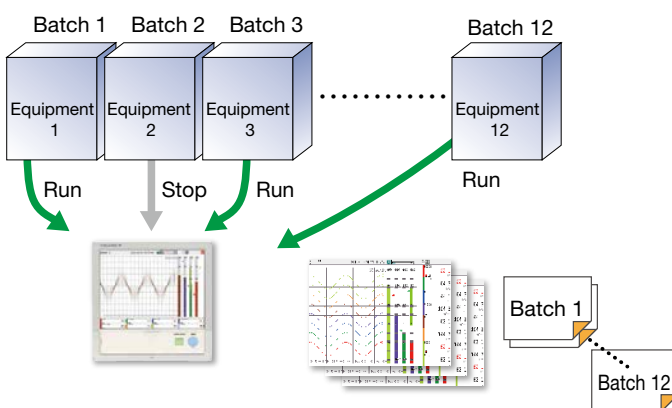 Batch 1 Batch 2 Batch 3 Batch 12
Equipment
1
Equipment
2
Equipment
3
Equipment
12
Run Stop Run Run
Batch 1
Batch 12